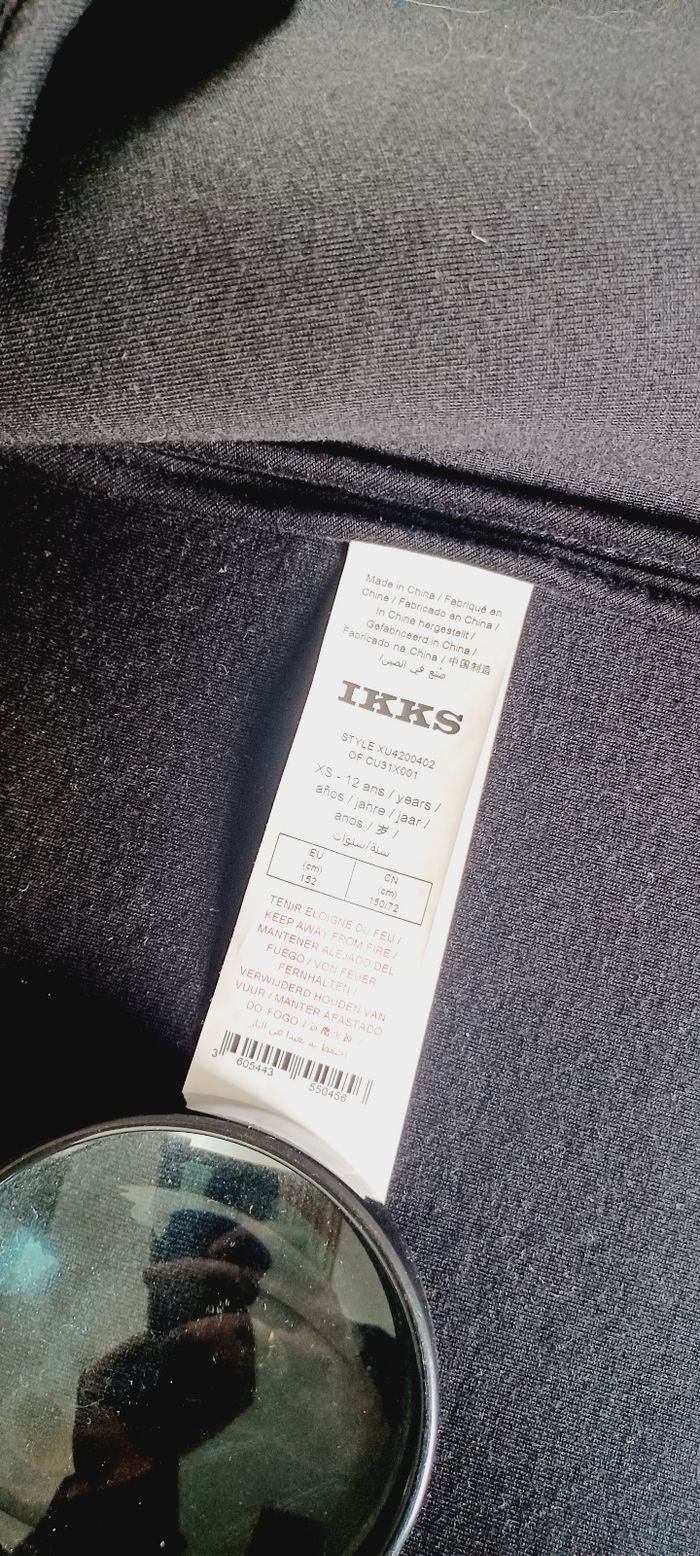 Made in China / Fabriqué en
Chine / Fabricado en China /
In China hergestellt /
Gefabriceerd in China /
Fabricado na China / 中国制造
صُنع في الصين/
IKKS
STYLE XU4200402
OF CU31X001
XS - 12 ans / years /
años / jahre / jaar /
anos / 岁 /
سنة/سنوات
EU
(cm)
152
CN
(cm)
150/72
TENIR ELOIGNE DU FEU /
KEEP AWAY FROM FIRE /
MANTENER ALEJADO DEL
FUEGO / VON FEUER
FERNHALTEN /
VERWIJDERD HOUDEN VAN
VUUR / MANTER AFASTADO
DO FOGO /
3 605443 550456